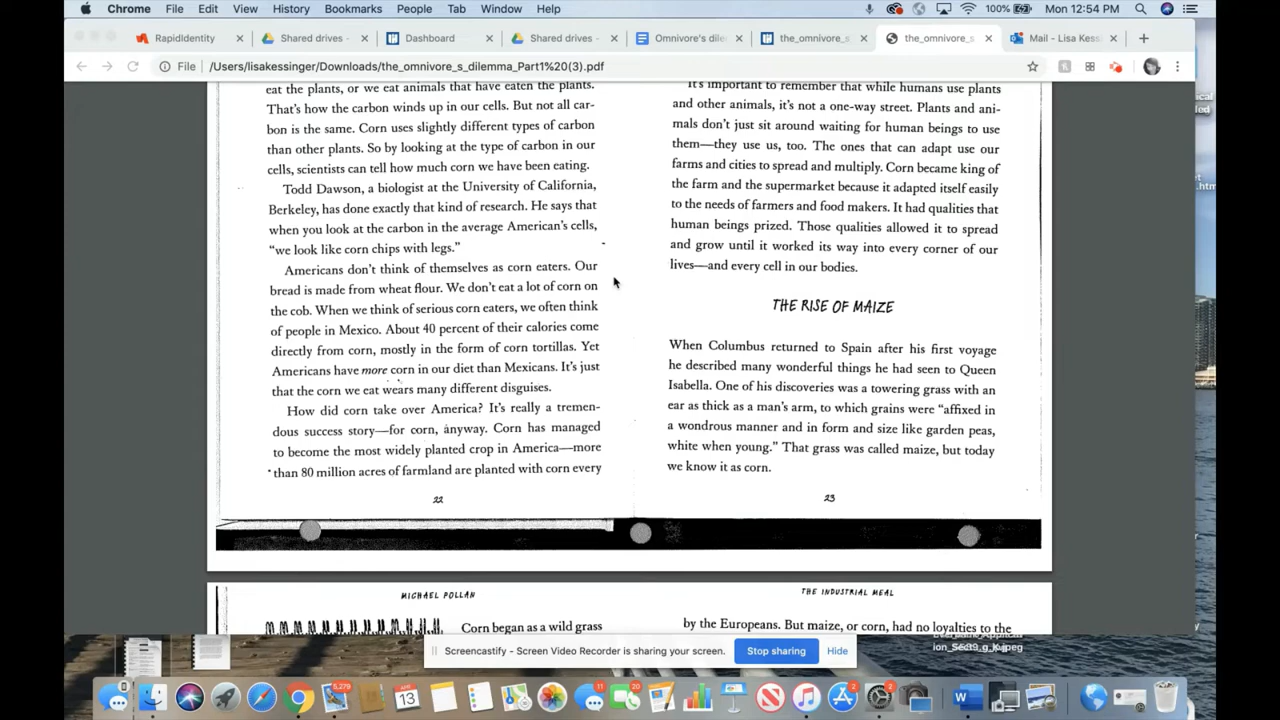 Chrome File Edit View History Bookmarks People Tab Window Help 100% Mon 12:54 PM
RapidIdentity Shared drives - Dashboard Shared drives - Omnivore's dile the_omnivore_s the_omnivore_s Mail - Lisa Kess
File /Users/lisakessinger/Downloads/the_omnivore_s_dilemma_Part1%20(3).pdf
eat the plants, or we eat animals that have eaten the plants.
That's how the carbon winds up in our cells. But not all car-
bon is the same. Corn uses slightly different types of carbon
than other plants. So by looking at the type of carbon in our
cells, scientists can tell how much corn we have been eating.
Todd Dawson, a biologist at the University of California,
Berkeley, has done exactly that kind of research. He says that
when you look at the carbon in the average American's cells,
“we look like corn chips with legs.”
Americans don't think of themselves as corn eaters. Our
bread is made from wheat flour. We don't eat a lot of corn on
the cob. When we think of serious corn eaters, we often think
of people in Mexico. About 40 percent of their calories come
directly from corn, mostly in the form of corn tortillas. Yet
Americans have more corn in our diet than Mexicans. It's just
that the corn we eat wears many different disguises.
How did corn take over America? It's really a tremen-
dous success story—for corn, anyway. Corn has managed
to become the most widely planted crop in America—more
than 80 million acres of farmland are planted with corn every
22
It's important to remember that while humans use plants
and other animals, it's not a one-way street. Plants and ani-
mals don't just sit around waiting for human beings to use
them—they use us, too. The ones that can adapt use our
farms and cities to spread and multiply. Corn became king of
the farm and the supermarket because it adapted itself easily
to the needs of farmers and food makers. It had qualities that
human beings prized. Those qualities allowed it to spread
and grow until it worked its way into every corner of our
lives—and every cell in our bodies.
THE RISE OF MAIZE
When Columbus returned to Spain after his first voyage
he described many wonderful things he had seen to Queen
Isabella. One of his discoveries was a towering grass with an
ear as thick as a man's arm, to which grains were “affixed in
a wondrous manner and in form and size like garden peas,
white when young.” That grass was called maize, but today
we know it as corn.
23
MICHAEL POLLAN
Corn began as a wild grass
THE INDUSTRIAL MEAL
by the Europeans. But maize, or corn, had no loyalties to the
Screencastify - Screen Video Recorder is sharing your screen. Stop sharing Hide
5,279
APR
13
11
20
2
2